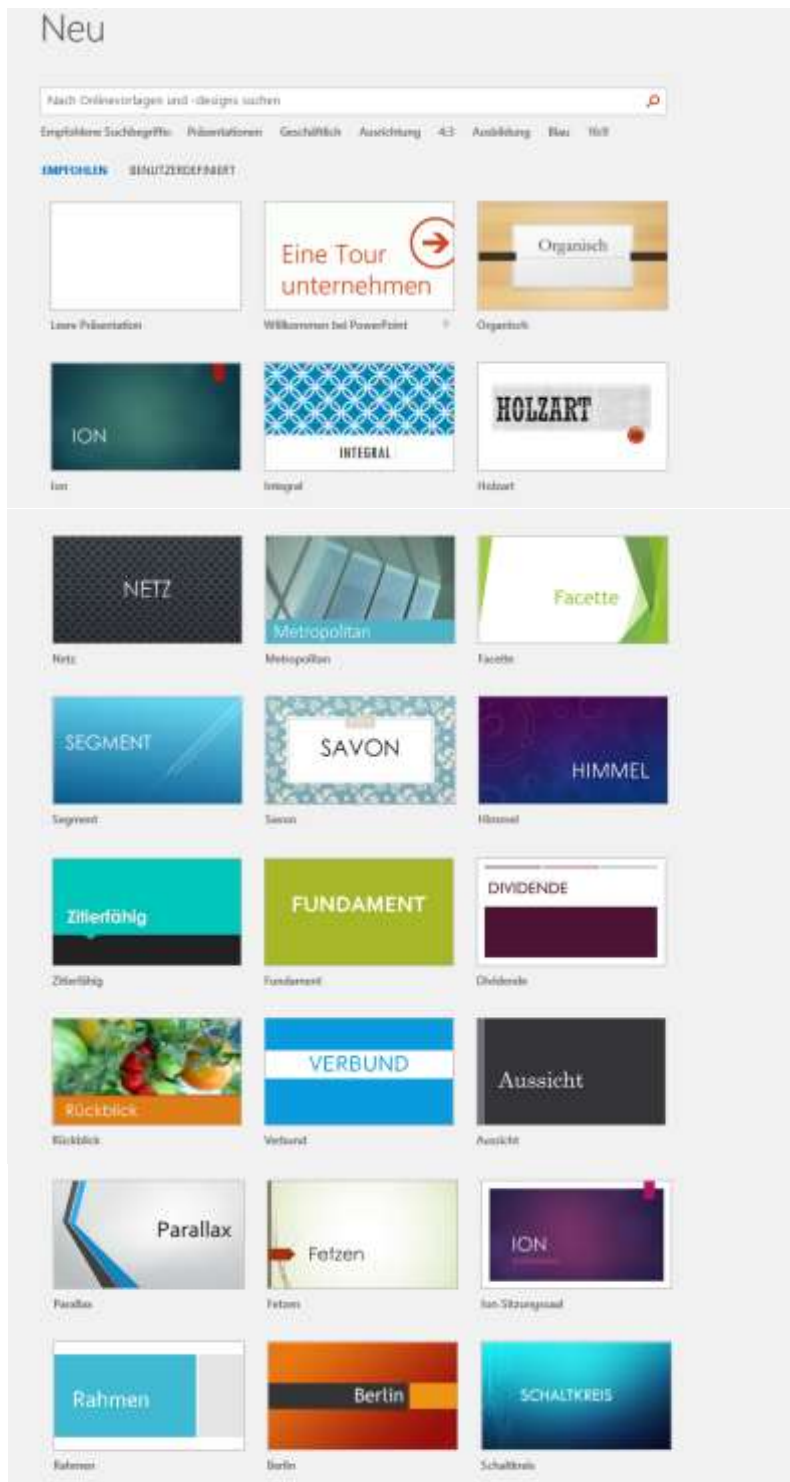 Neu
Nach Onlinevorlagen und -designs suchen
Empfohlene Suchbegriffe: Präsentationen Geschäftlich Ausrichtung 4:3 Ausbildung Blau 16:9
EMPFOHLEN BENUTZERDEFINIERT
Eine Tour
unternehmen
Organisch
Leere Präsentation Willkommen bei PowerPoint Organisch
ION INTEGRAL HOLZART
Ion Integral Holzart
NETZ Metropolitan Facette
Netz Metropolitan Facette
SEGMENT SAVON HIMMEL
Segment Savon Himmel
Zitierfähig FUNDAMENT DIVIDENDE
Zitierfähig Fundament Dividende
Rückblick VERBUND Aussicht
Rückblick Verbund Aussicht
Parallax Fetzen ION
Parallax Fetzen Ion-Sitzungssaal
Rahmen Berlin SCHALTKREIS
Rahmen Berlin Schaltkreis